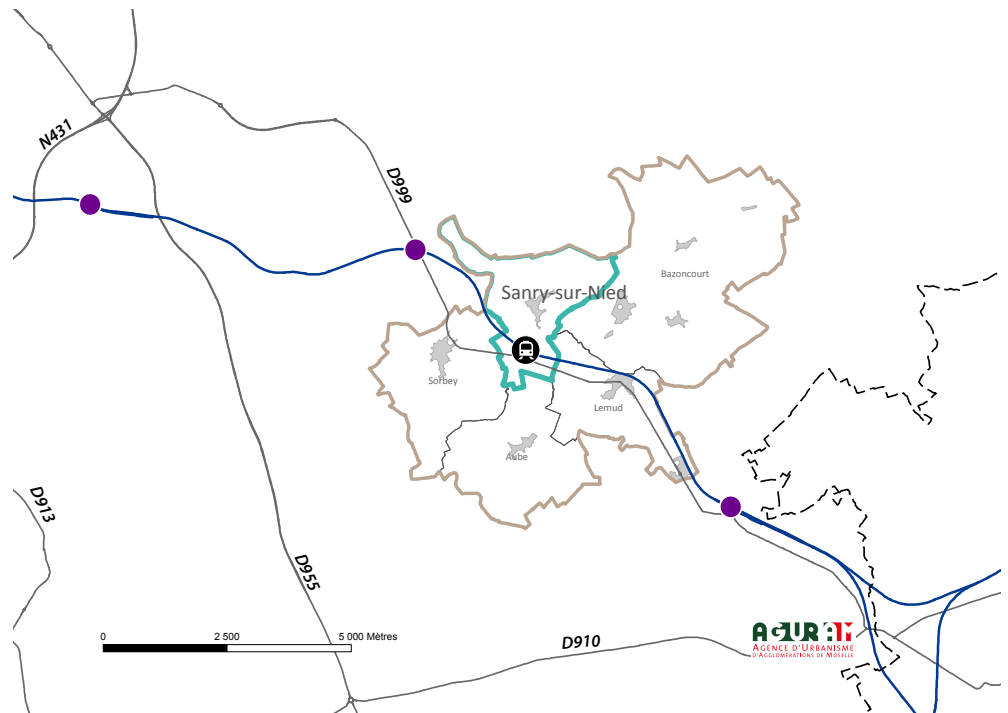 N431
D999
Bazoncourt
Sanry-sur-Nied
Sorbey
Lemud
Aube
D913
D955
0 2 500 5 000 Mètres
D910
AGURAM
AGENCE D'URBANISME
D'AGGLOMÉRATIONS DE MOSELLE